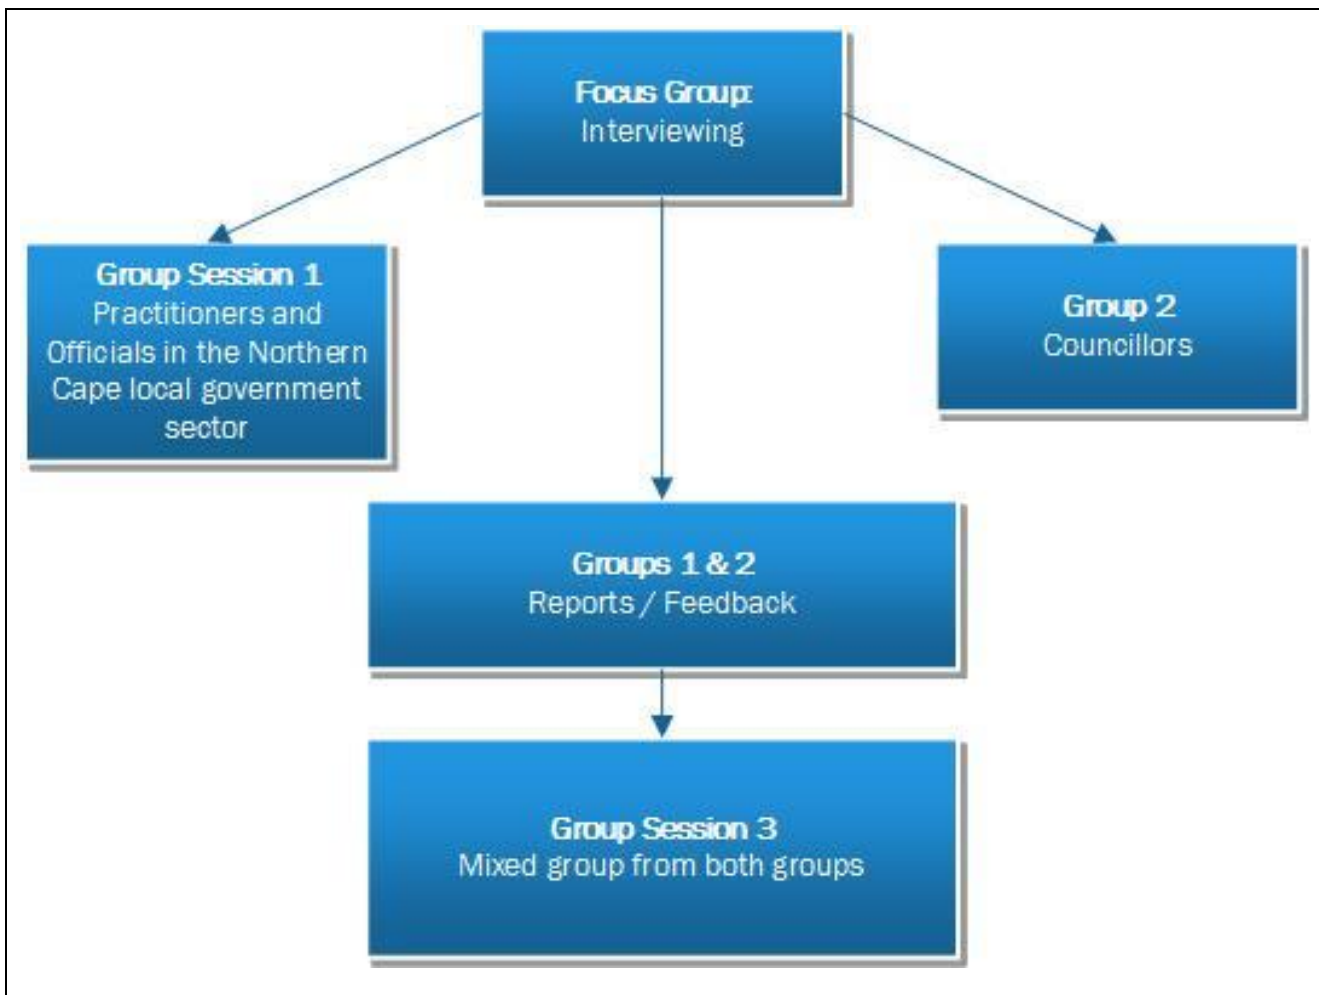 Focus Group:
Interviewing
Group Session 1
Practitioners and
Officials in the Northern
Cape local government
sector
Group 2
Councillors
Groups 1 & 2
Reports / Feedback
Group Session 3
Mixed group from both groups